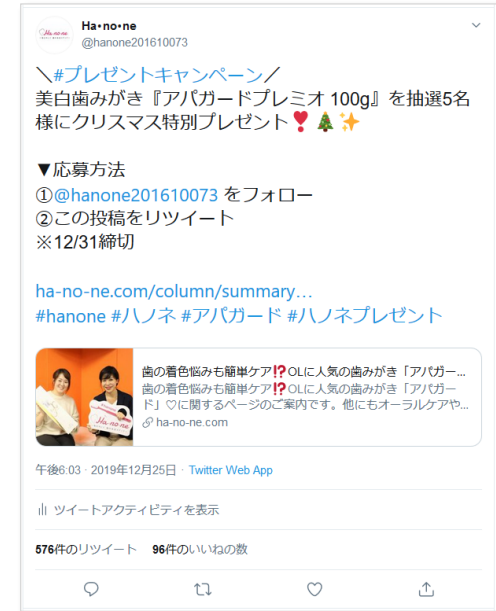 Ha•no•ne
@hanone201610073
＼#プレゼントキャンペーン／
美白歯みがき『アパガードプレミオ 100g』を抽選5名
様にクリスマス特別プレゼント❣️🎄✨
▼応募方法
①@hanone201610073 をフォロー
②この投稿をリツイート
※12/31締切
ha-no-ne.com/column/summary…
#hanone #ハノネ #アパガード #ハノネプレゼント
歯の着色悩みも簡単ケア⁉️OLに人気の歯みがき「アパガー...
歯の着色悩みも簡単ケア⁉️OLに人気の歯みがき「アパガー
ド」♡に関するページのご案内です。他にもオーラルケアや...
ha-no-ne.com
Ha-no-ne
午後6:03 · 2019年12月25日 · Twitter Web App
ツイートアクティビティを表示
576件のリツイート 96件のいいねの数